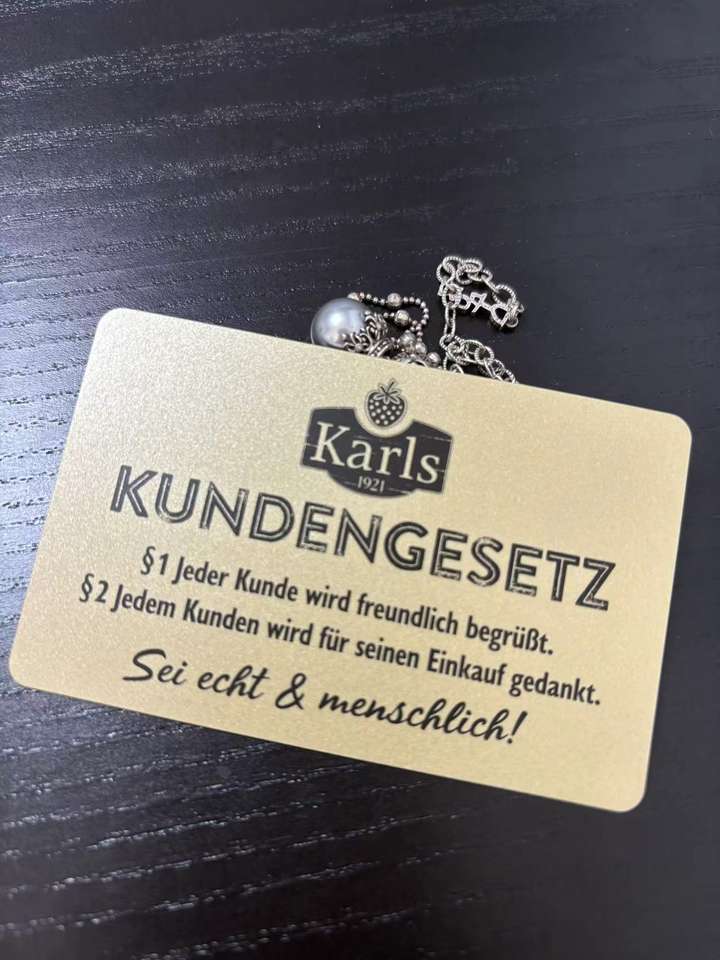 Karls
1921
KUNDENGESETZ
§ 1 Jeder Kunde wird freundlich begrüßt.
§ 2 Jedem Kunden wird für seinen Einkauf gedankt.
Sei echt & menschlich!